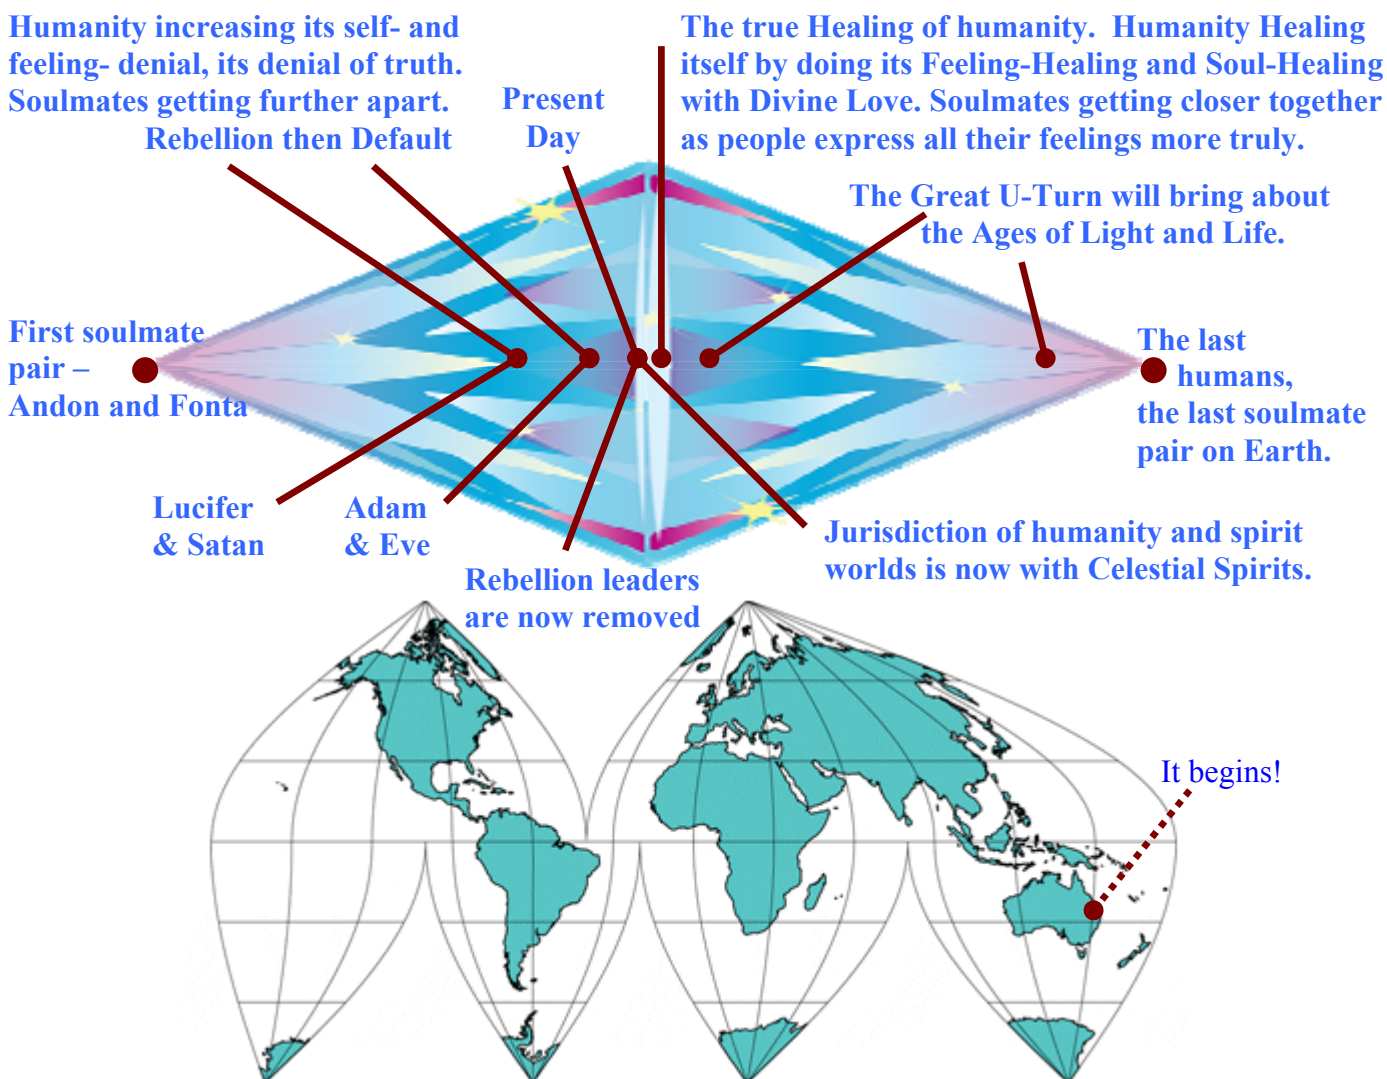 Humanity increasing its self- and
feeling- denial, its denial of truth.
Soulmates getting further apart.
Rebellion then Default
Present
Day
The true Healing of humanity.  Humanity Healing
itself by doing its Feeling-Healing and Soul-Healing
with Divine Love. Soulmates getting closer together
as people express all their feelings more truly.
The Great U-Turn will bring about
the Ages of Light and Life.
First soulmate
pair –
Andon and Fonta
The last
humans,
the last soulmate
pair on Earth.
Lucifer
& Satan
Adam
& Eve
Rebellion leaders
are now removed
Jurisdiction of humanity and spirit
worlds is now with Celestial Spirits.
It begins!